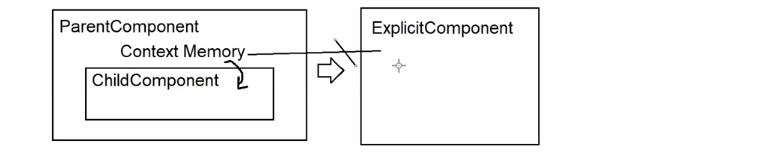 ParentComponent
Context Memory
ChildComponent
ExplicitComponent